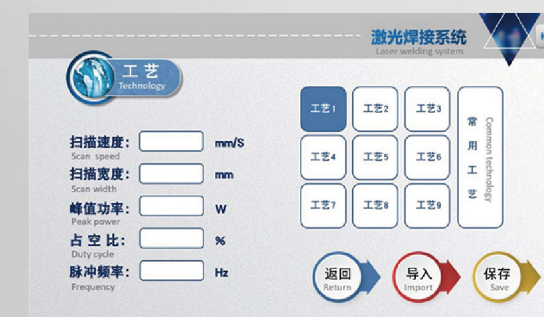 激光焊接系统
Laser welding system
工艺
Technology
扫描速度： mm/S
Scan speed
扫描宽度： mm
Scan width
峰值功率： W
Peak power
占空比： %
Duty cycle
脉冲频率： Hz
Frequency
工艺1 工艺2 工艺3
工艺4 工艺5 工艺6
工艺7 工艺8 工艺9
常用工艺
Common technology
返回
Return
导入
Import
保存
Save